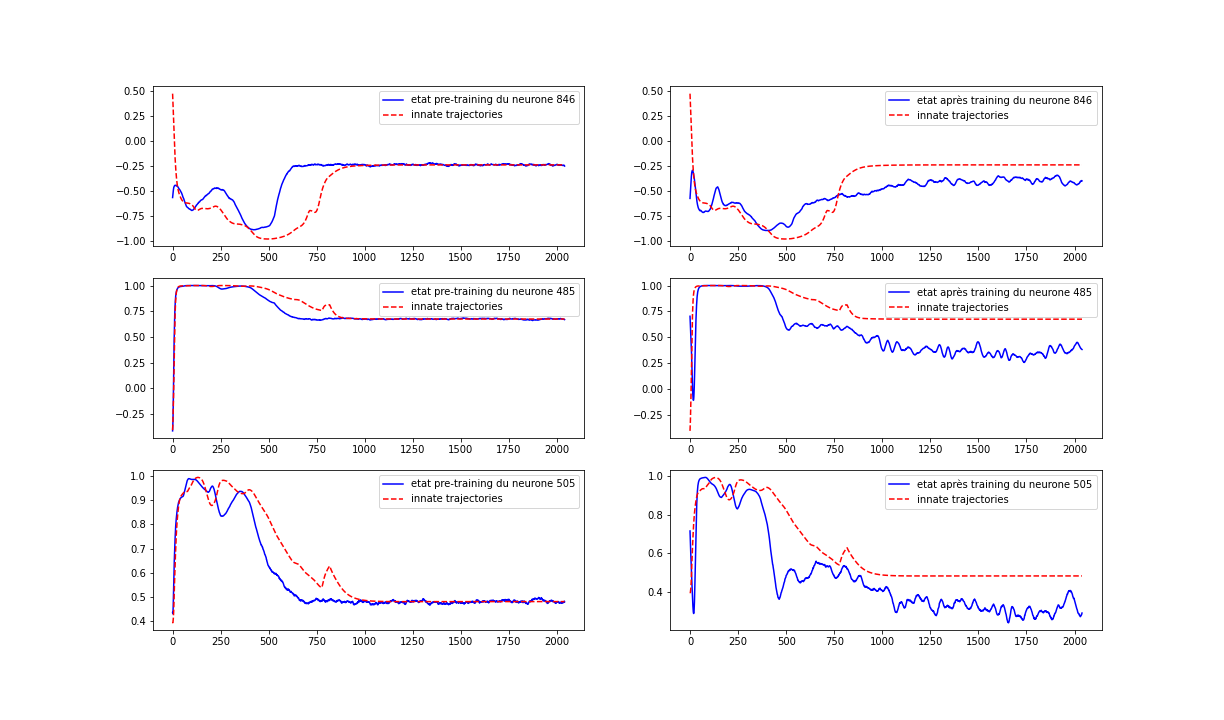 0.50
etat pre-training du neurone 846
innate trajectories
0.25
0.00
−0.25
−0.50
−0.75
−1.00
0 250 500 750 1000 1250 1500 1750 2000
0.50
etat après training du neurone 846
innate trajectories
0.25
0.00
−0.25
−0.50
−0.75
−1.00
0 250 500 750 1000 1250 1500 1750 2000
1.00
etat pre-training du neurone 485
innate trajectories
0.75
0.50
0.25
0.00
−0.25
0 250 500 750 1000 1250 1500 1750 2000
1.00
etat après training du neurone 485
innate trajectories
0.75
0.50
0.25
0.00
−0.25
0 250 500 750 1000 1250 1500 1750 2000
1.0
etat pre-training du neurone 505
innate trajectories
0.9
0.8
0.7
0.6
0.5
0.4
0 250 500 750 1000 1250 1500 1750 2000
1.0
etat après training du neurone 505
innate trajectories
0.8
0.6
0.4
0 250 500 750 1000 1250 1500 1750 2000